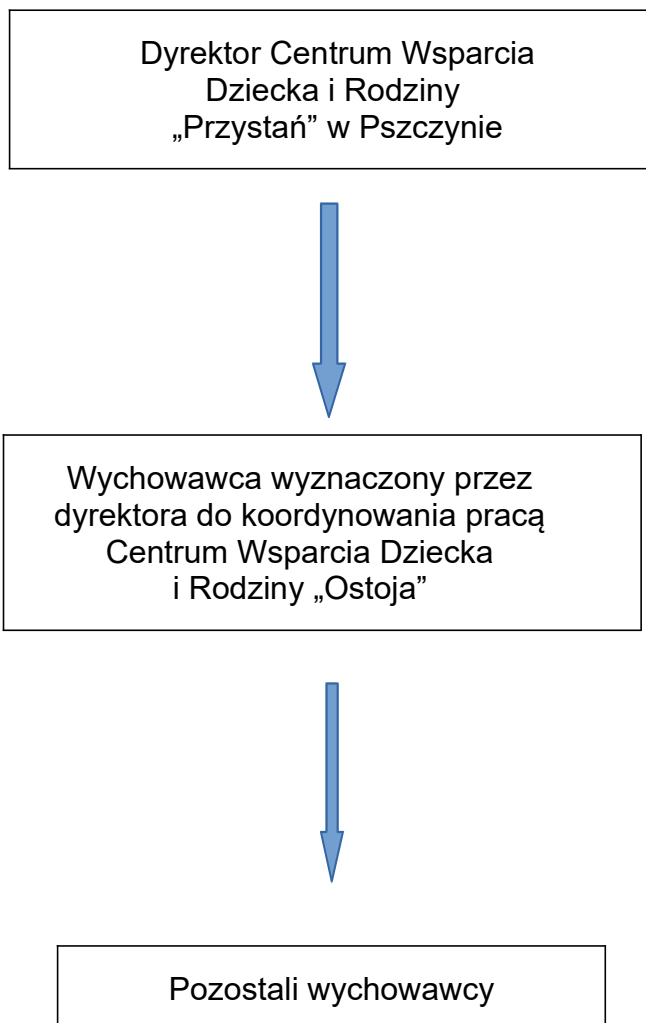 Dyrektor Centrum Wsparcia
Dziecka i Rodziny
„Przystań” w Pszczynie
Wychowawca wyznaczony przez
dyrektora do koordynowania pracą
Centrum Wsparcia Dziecka
i Rodziny „Ostoja”
Pozostali wychowawcy